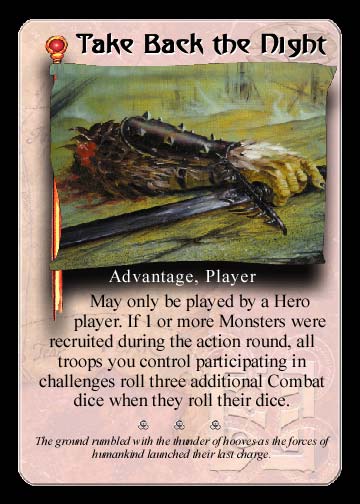 Take Back the Night
Advantage, Player
May only be played by a Hero
player. If 1 or more Monsters were
recruited during the action round, all
troops you control participating in
challenges roll three additional Combat
dice when they roll their dice.
The ground rumbled with the thunder of hooves-as the forces of
humankind launched their last charge.